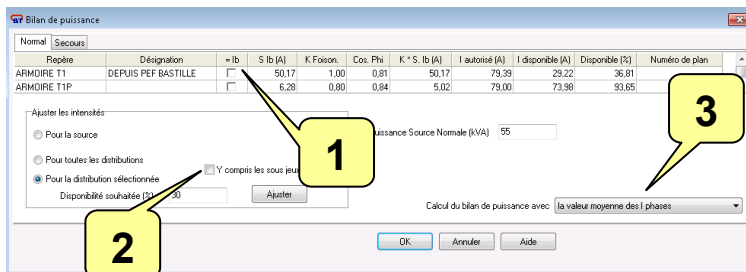 BT Bilan de puissance
Normal Secours
Repère Désignation = Ib S Ib (A) K Foison. Cos. Phi K * S. Ib (A) I autorisé (A) I disponible (A) Disponible (%) Numéro de plan
ARMOIRE T1 DEPUIS PEF BASTILLE 50,17 1,00 0,81 50,17 79,39 29,22 36,81
ARMOIRE T1P 6,28 0,80 0,84 5,02 79,00 73,98 93,65
Ajuster les intensités
Pour la source
uissance Source Normale (kVA) 55
Pour toutes les distributions
Y compris les sous jeu
Pour la distribution sélectionnée
Disponibilité souhaitée (%) 30 Ajuster
Calcul du bilan de puissance avec la valeur moyenne des I phases
OK Annuler Aide
1
2
3